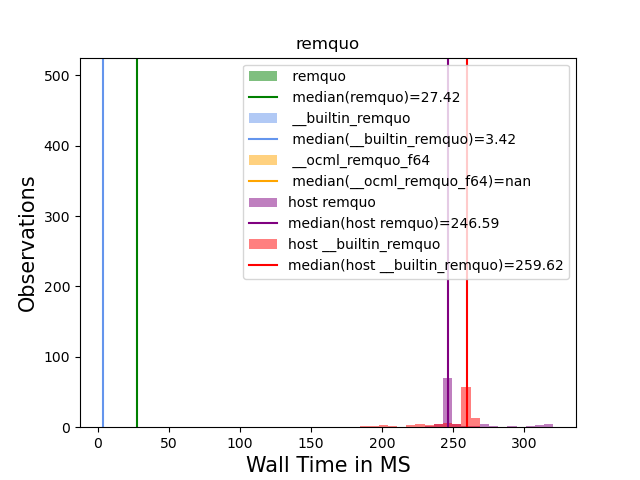 remquo
500
400
300
200
100
0
Observations
remquo
median(remquo)=27.42
__builtin_remquo
median(__builtin_remquo)=3.42
__ocml_remquo_f64
median(__ocml_remquo_f64)=nan
host remquo
median(host remquo)=246.59
host __builtin_remquo
median(host __builtin_remquo)=259.62
0 50 100 150 200 250 300
Wall Time in MS